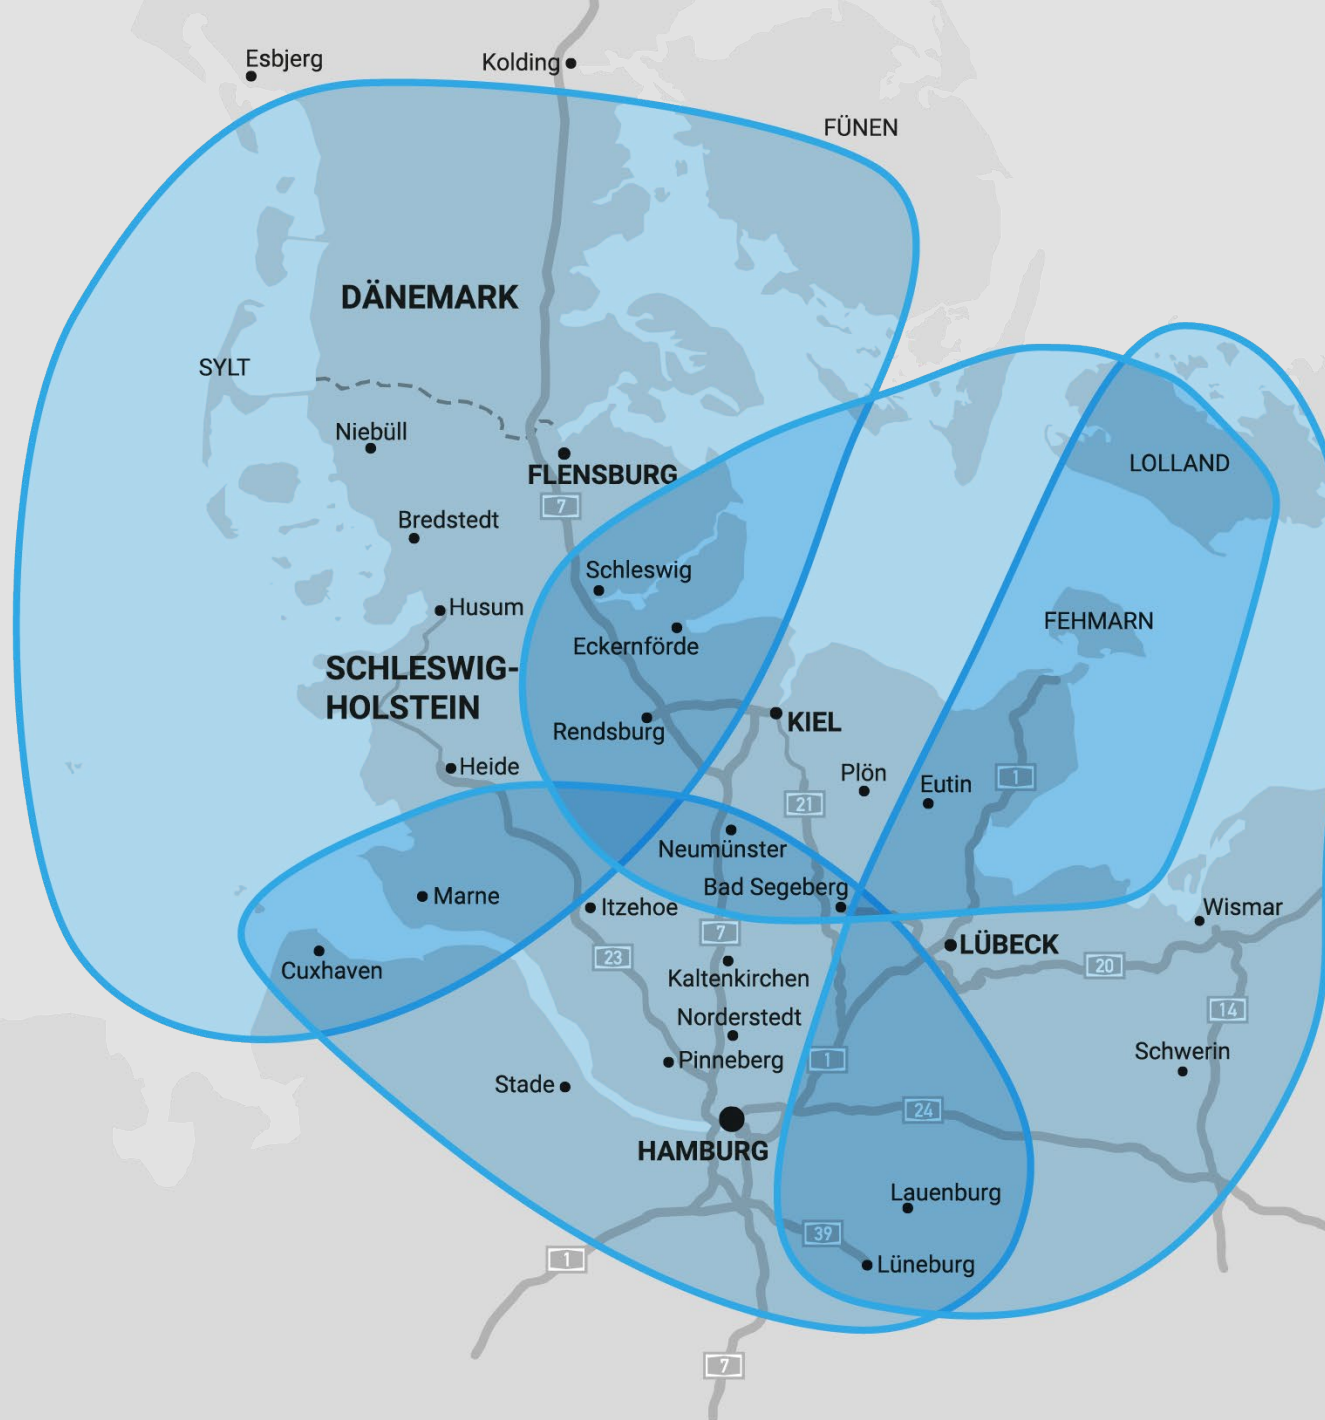 Esbjerg
Kolding
FÜNEN
DÄNEMARK
SYLT
Niebüll
FLENSBURG
LOLLAND
7
Bredstedt
Schleswig
Husum
FEHMARN
Eckernförde
SCHLESWIG-
HOLSTEIN
KIEL
Rendsburg
Heide
Plön
Eutin
1
21
Neumünster
Bad Segeberg
Marne
Itzehoe
Wismar
7
LÜBECK
23
Cuxhaven
Kaltenkirchen
20
14
Norderstedt
Pinneberg
1
Schwerin
Stade
24
HAMBURG
Lauenburg
39
1
Lüneburg
7